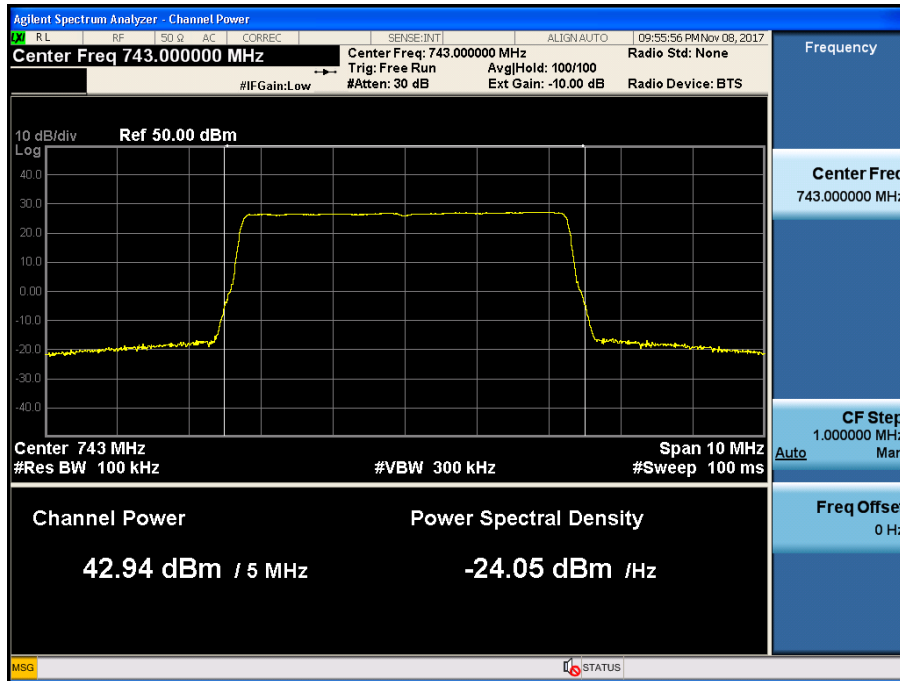 Agilent Spectrum Analyzer - Channel Power
LXI RL RF 50 Ω AC CORREC SENSE:INT ALIGNAUTO 09:55:56 PMNov 08, 2017
Center Freq 743.000000 MHz
Center Freq: 743.000000 MHz
Radio Std: None
Trig: Free Run Avg|Hold: 100/100
#IFGain:Low
#Atten: 30 dB Ext Gain: -10.00 dB Radio Device: BTS
10 dB/div Ref 50.00 dBm
Log
40.0
30.0
20.0
10.0
0.00
-10.0
-20.0
-30.0
-40.0
Center 743 MHz Span 10 MHz
#Res BW 100 kHz #VBW 300 kHz #Sweep 100 ms
Channel Power
42.94 dBm / 5 MHz
Power Spectral Density
-24.05 dBm /Hz
MSG STATUS
Frequency
Center Freq
743.000000 MHz
CF Step
1.000000 MHz
Auto Man
Freq Offset
0 Hz